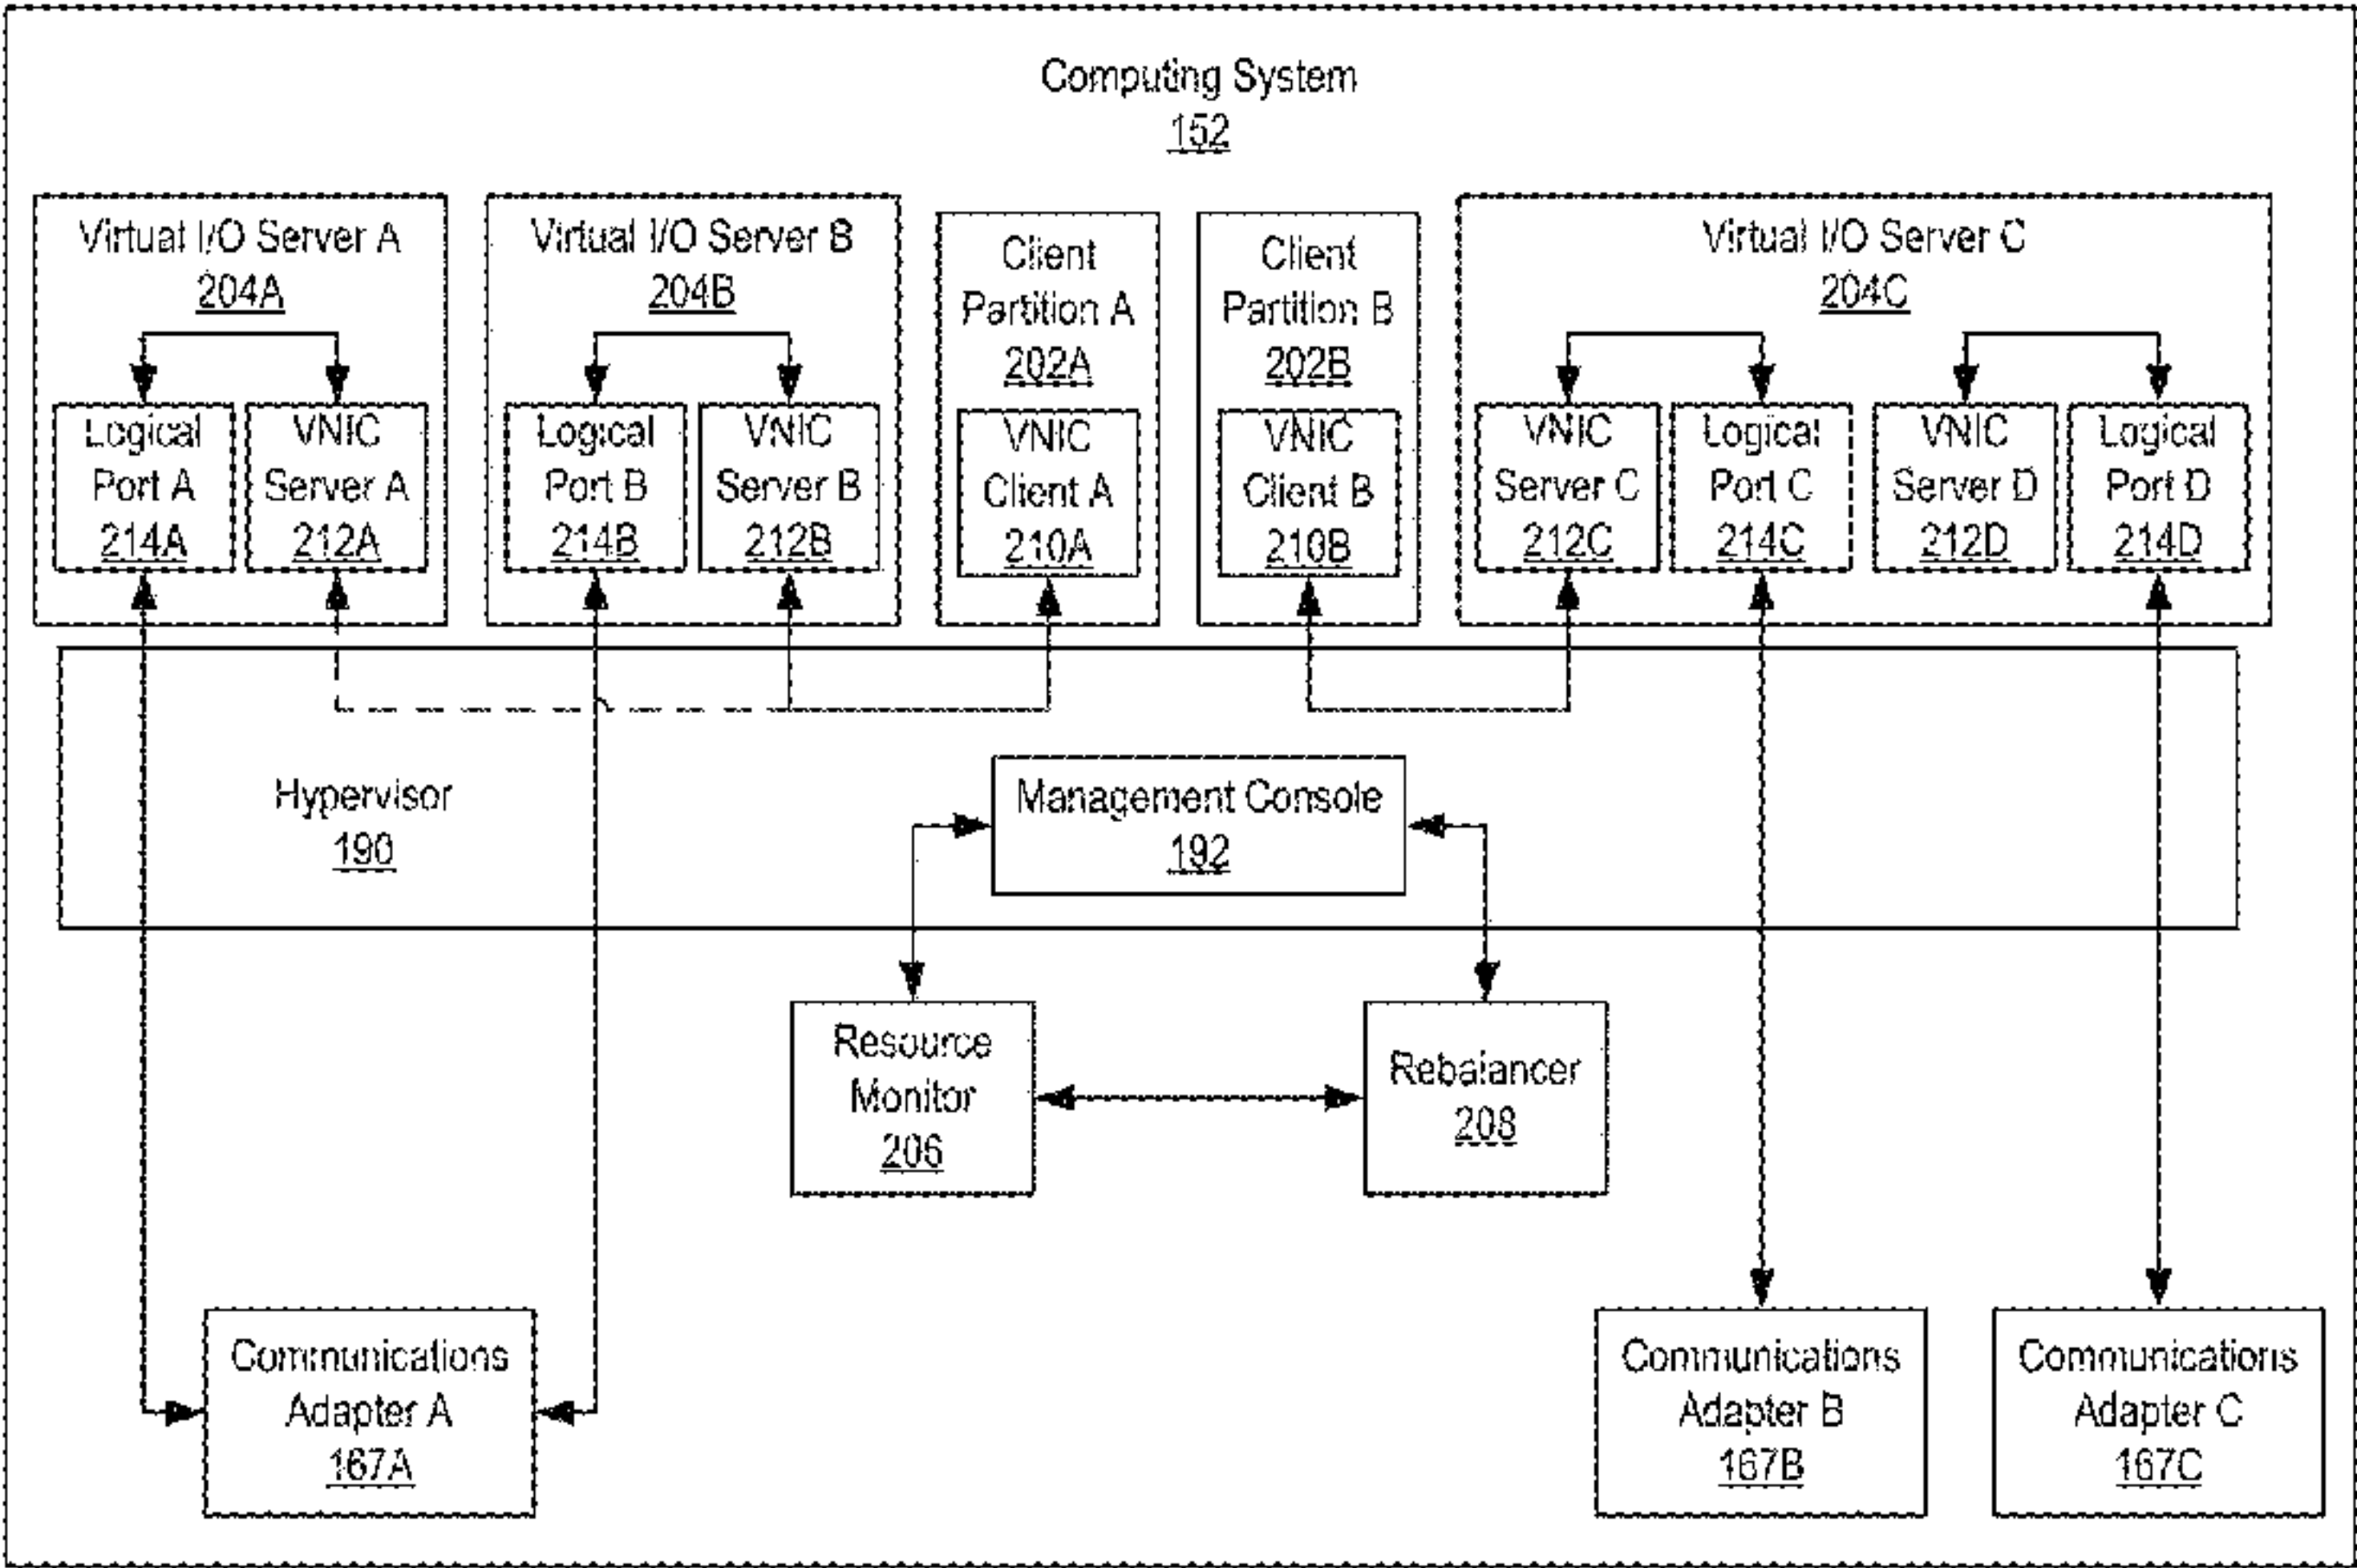 Computing System
152
Virtual I/O Server A
204A
Logical
Port A
214A
VNIC
Server A
212A
Virtual I/O Server B
204B
Logical
Port B
214B
VNIC
Server B
212B
Client
Partition A
202A
VNIC
Client A
210A
Client
Partition B
202B
VNIC
Client B
210B
Virtual I/O Server C
204C
VNIC
Server C
212C
Logical
Port C
214C
VNIC
Server D
212D
Logical
Port D
214D
Hypervisor
190
Management Console
192
Resource
Monitor
206
Rebalancer
208
Communications
Adapter A
167A
Communications
Adapter B
167B
Communications
Adapter C
167C